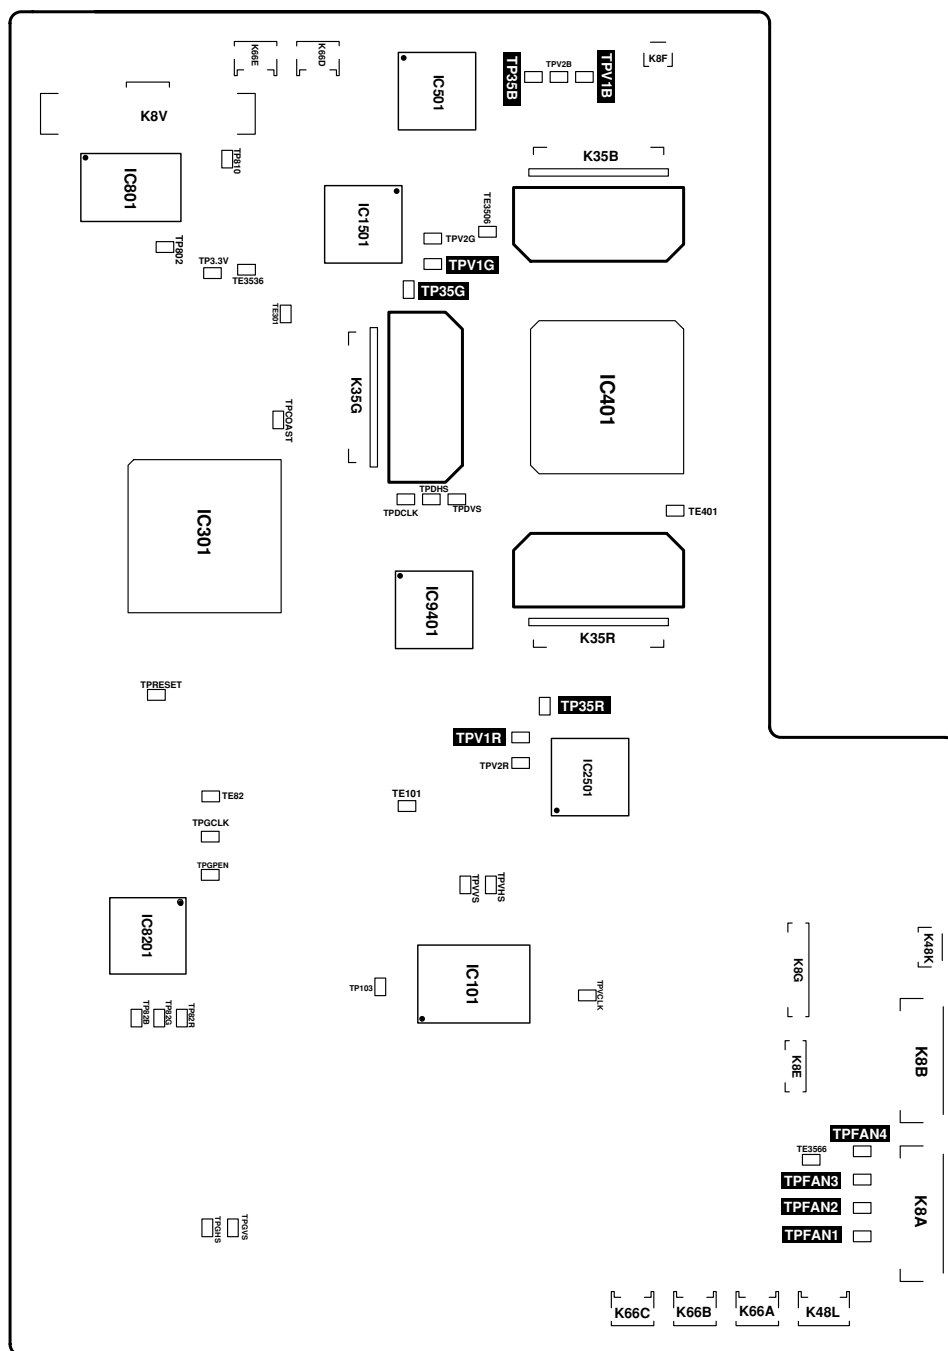 K66E
K66D
K8F
TPV2B
TP35B
TPV1B
IC501
K8V
K35B
TP810
IC801
TE3506
IC1501
TPV2G
TP802
TP3.3V
TPV1G
TE3536
TP35G
TE301
K35G
IC401
TPCOAST
TPDHS
TPDCLK
TPDVS
TE401
IC301
IC9401
K35R
TPRESET
TP35R
TPV1R
TPV2R
IC2501
TE82
TE101
TPGCLK
TPGPEN
TPVVS
TPVHS
IC8201
K8G
K48K
IC101
TP103
TPVCLK
TP82B
TP82G
TP82R
K8E
K8B
TPFAN4
TE3566
TPFAN3
TPFAN2
K8A
TPFAN1
TPGHS
TPGVS
K66C
K66B
K66A
K48L